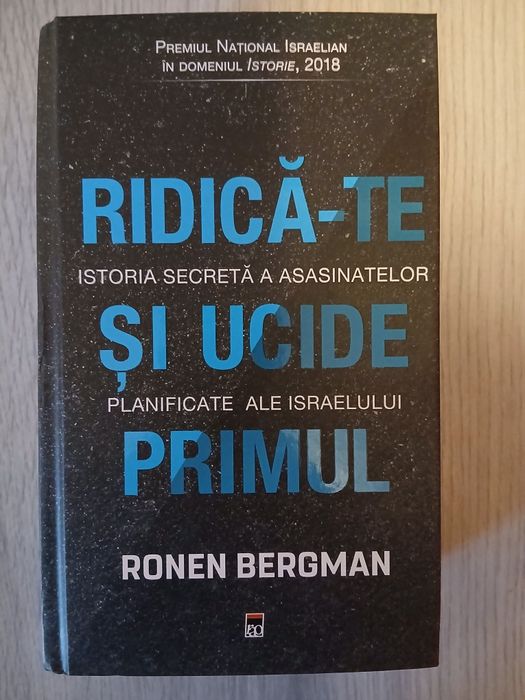 PREMIUL NAȚIONAL ISRAELIAN
ÎN DOMENIUL ISTORIE, 2018
RIDICĂ-TE
ISTORIA SECRETĂ A ASASINATELOR
ȘI UCIDE
PLANIFICATE ALE ISRAELULUI
PRIMUL
RONEN BERGMAN
rao